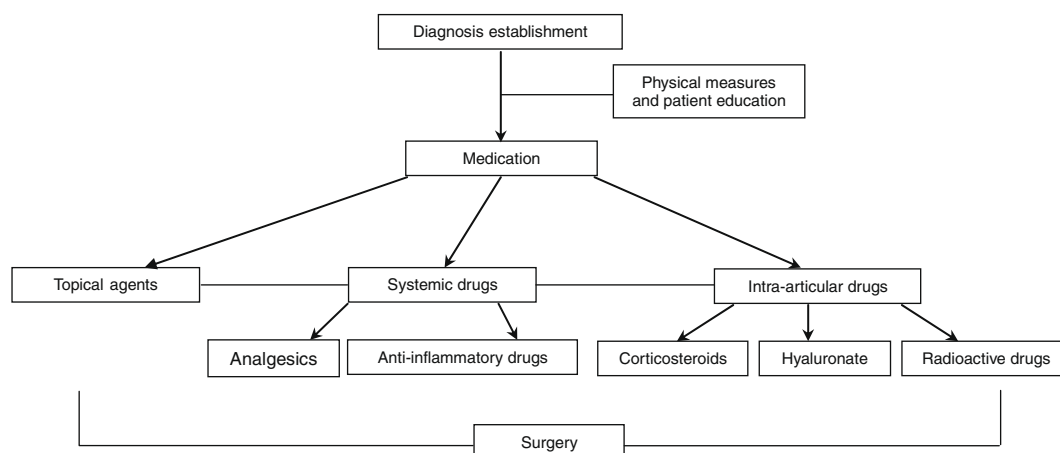 Diagnosis establishment
Physical measures
and patient education
Medication
Topical agents
Systemic drugs
Intra-articular drugs
Analgesics
Anti-inflammatory drugs
Corticosteroids
Hyaluronate
Radioactive drugs
Surgery